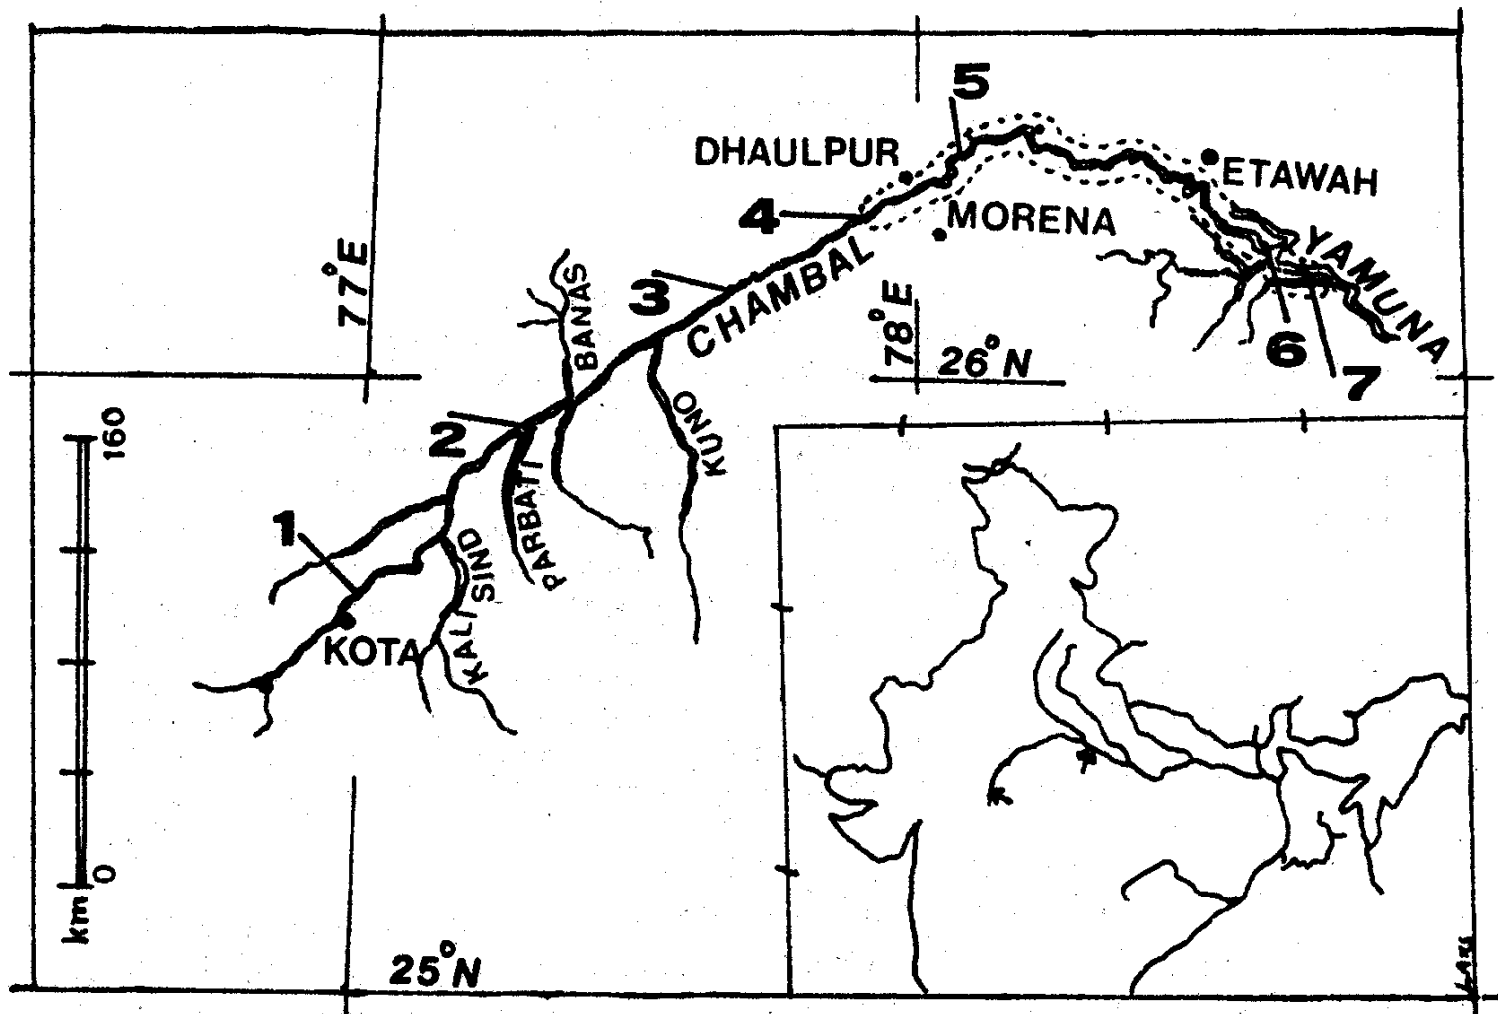 5
DHAULPUR
ETAWAH
4
MORENA
YAMUNA
77°E
BANAS
3
CHAMBAL
78°E
26°N
6
7
160
2
KUNO
PARBATI
1
KALI SIND
KOTA
0
km
25°N